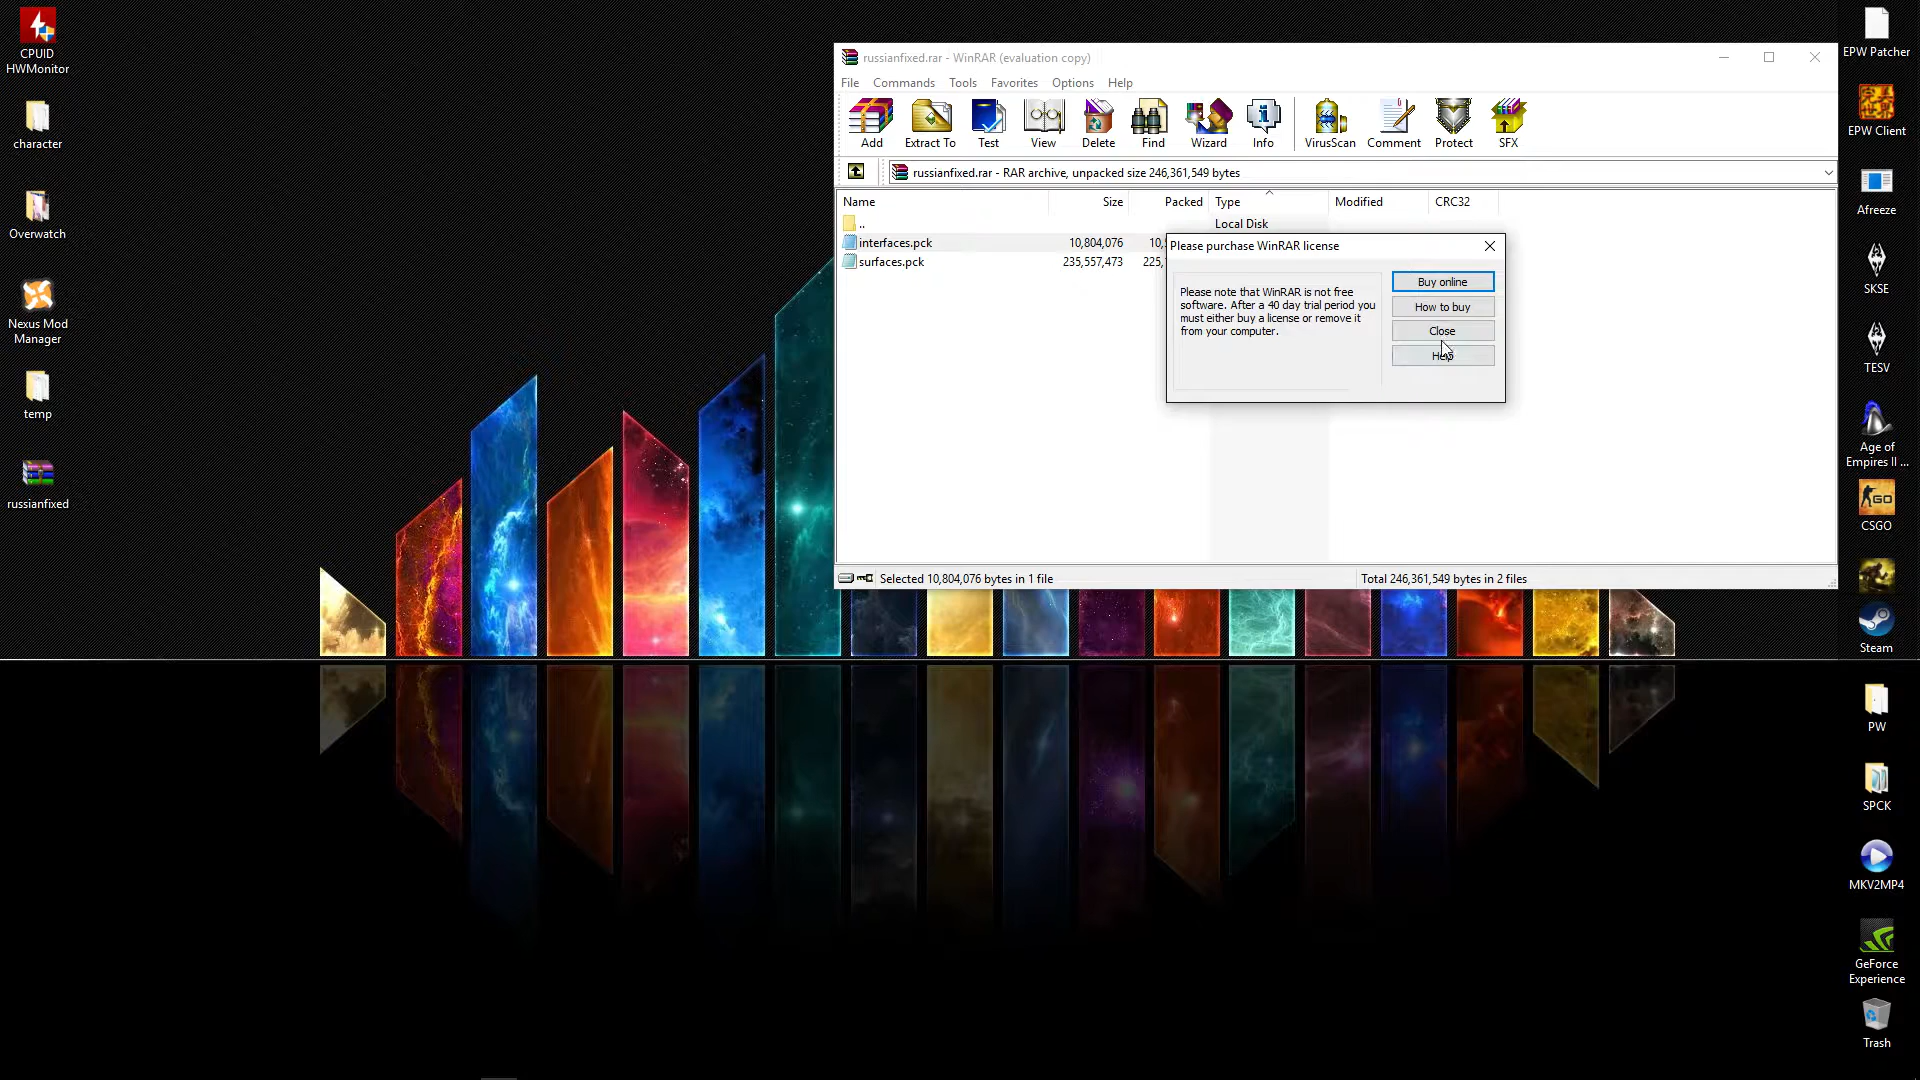 CPUID
HWMonitor
character
Overwatch
Nexus Mod
Manager
temp
russianfixed
russianfixed.rar - WinRAR (evaluation copy)
File Commands Tools Favorites Options Help
Add Extract To Test View Delete Find Wizard Info VirusScan Comment Protect SFX
russianfixed.rar - RAR archive, unpacked size 246,361,549 bytes
Name Size Packed Type Modified CRC32
.. Local Disk
interfaces.pck 10,804,076
surfaces.pck 235,557,473
Please purchase WinRAR license
Please note that WinRAR is not free
software. After a 40 day trial period you
must either buy a license or remove it
from your computer.
Buy online
How to buy
Close
Help
Selected 10,804,076 bytes in 1 file
Total 246,361,549 bytes in 2 files
EPW Patcher
EPW Client
Afreeze
SKSE
TESV
Age of
Empires II ...
GO
CSGO
Steam
PW
SPCK
MKV2MP4
GeForce
Experience
Trash